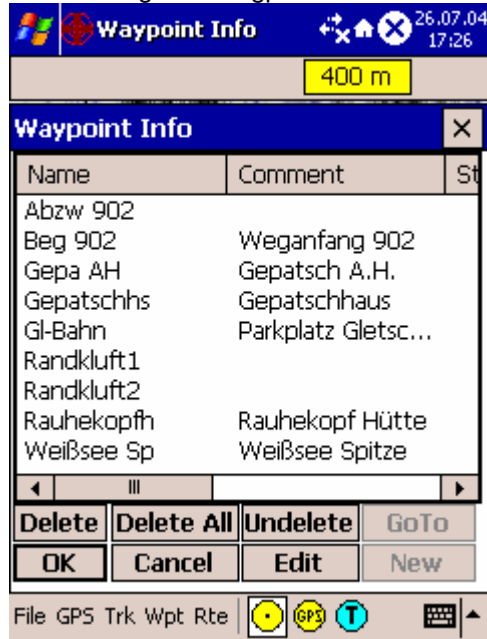 Waypoint Info 26.07.04
17:26
400 m
Waypoint Info
Name Comment St
Abzw 902
Beg 902 Weganfang 902
Gepa AH Gepatsch A.H.
Gepatschhs Gepatschhaus
Gl-Bahn Parkplatz Gletsc...
Randkluft1
Randkluft2
Rauhekopfh Rauhekopf Hütte
Weißsee Sp Weißsee Spitze
Delete Delete All Undelete GoTo
OK Cancel Edit New
File GPS Trk Wpt Rte GPS T